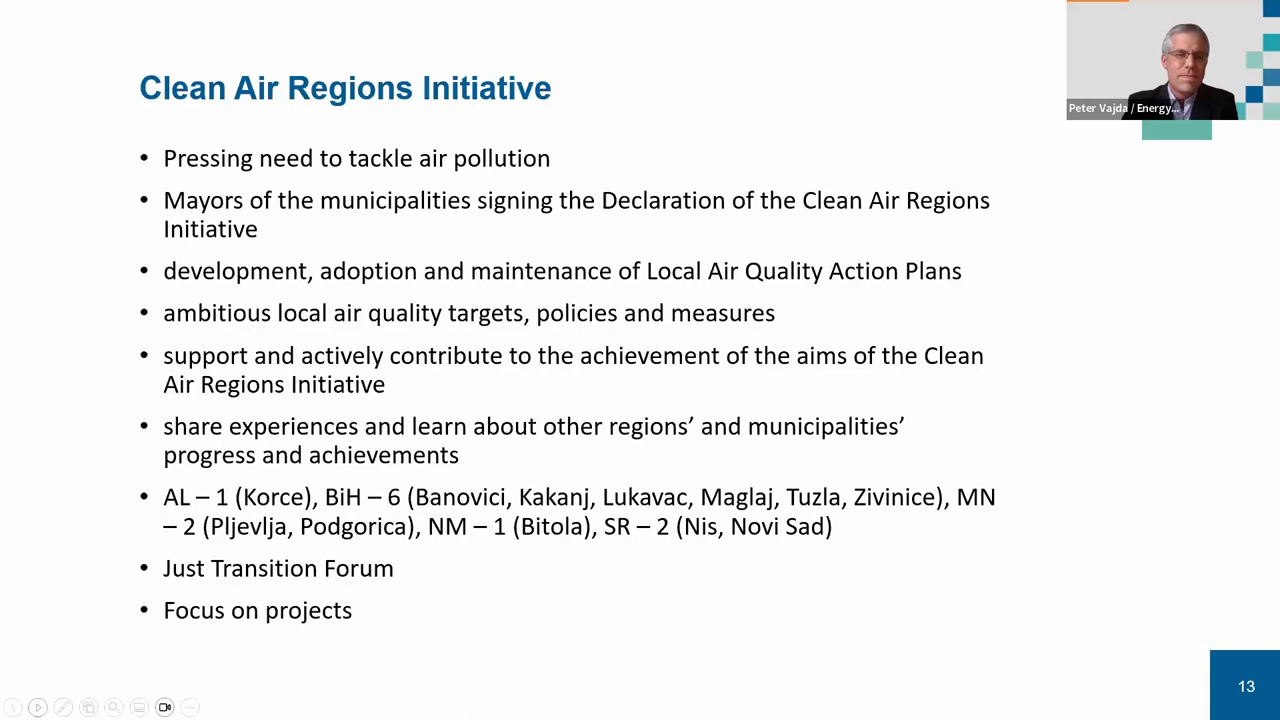 Clean Air Regions Initiative
Peter Vajda / Energy...
• Pressing need to tackle air pollution
• Mayors of the municipalities signing the Declaration of the Clean Air Regions
Initiative
• development, adoption and maintenance of Local Air Quality Action Plans
• ambitious local air quality targets, policies and measures
• support and actively contribute to the achievement of the aims of the Clean
Air Regions Initiative
• share experiences and learn about other regions’ and municipalities’
progress and achievements
• AL – 1 (Korce), BiH – 6 (Banovici, Kakanj, Lukavac, Maglaj, Tuzla, Zivinice), MN
– 2 (Pljevlja, Podgorica), NM – 1 (Bitola), SR – 2 (Nis, Novi Sad)
• Just Transition Forum
• Focus on projects
13